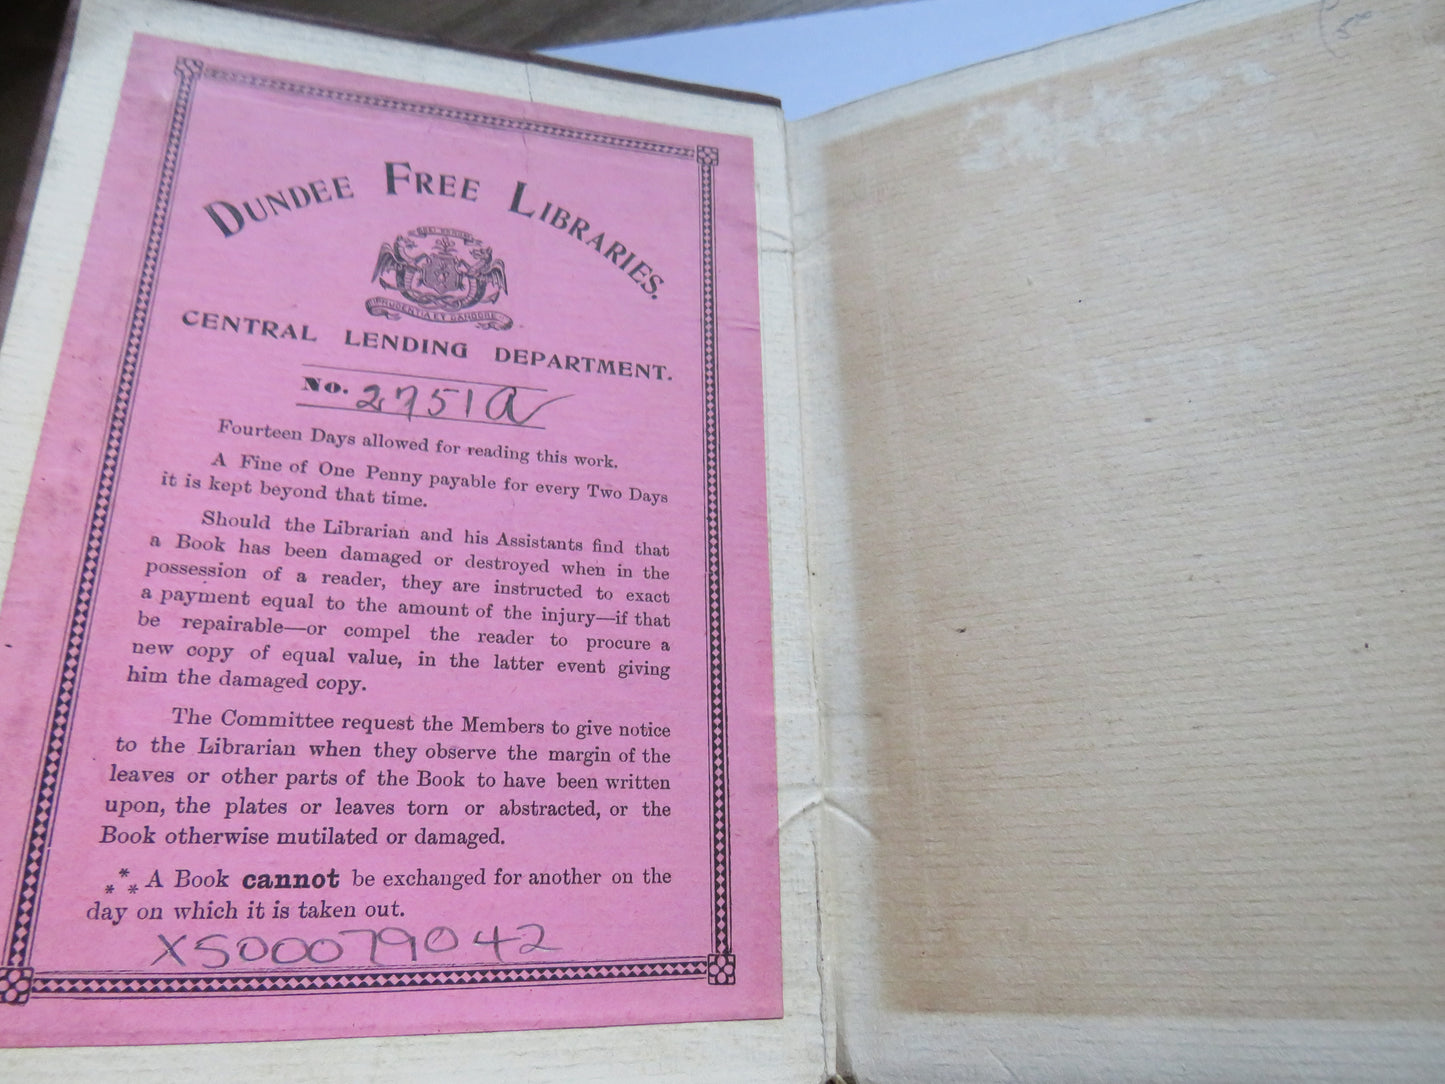 DUNDEE FREE LIBRARIES.
PRUDENTIA ET CANDORE
CENTRAL LENDING DEPARTMENT.
No. 2751a
Fourteen Days allowed for reading this work.
A Fine of One Penny payable for every Two Days
it is kept beyond that time.
Should the Librarian and his Assistants find that
a Book has been damaged or destroyed when in the
possession of a reader, they are instructed to exact
a payment equal to the amount of the injury—if that
be repairable—or compel the reader to procure a
new copy of equal value, in the latter event giving
him the damaged copy.
The Committee request the Members to give notice
to the Librarian when they observe the margin of the
leaves or other parts of the Book to have been written
upon, the plates or leaves torn or abstracted, or the
Book otherwise mutilated or damaged.
*** A Book cannot be exchanged for another on the
day on which it is taken out.
XS00079042